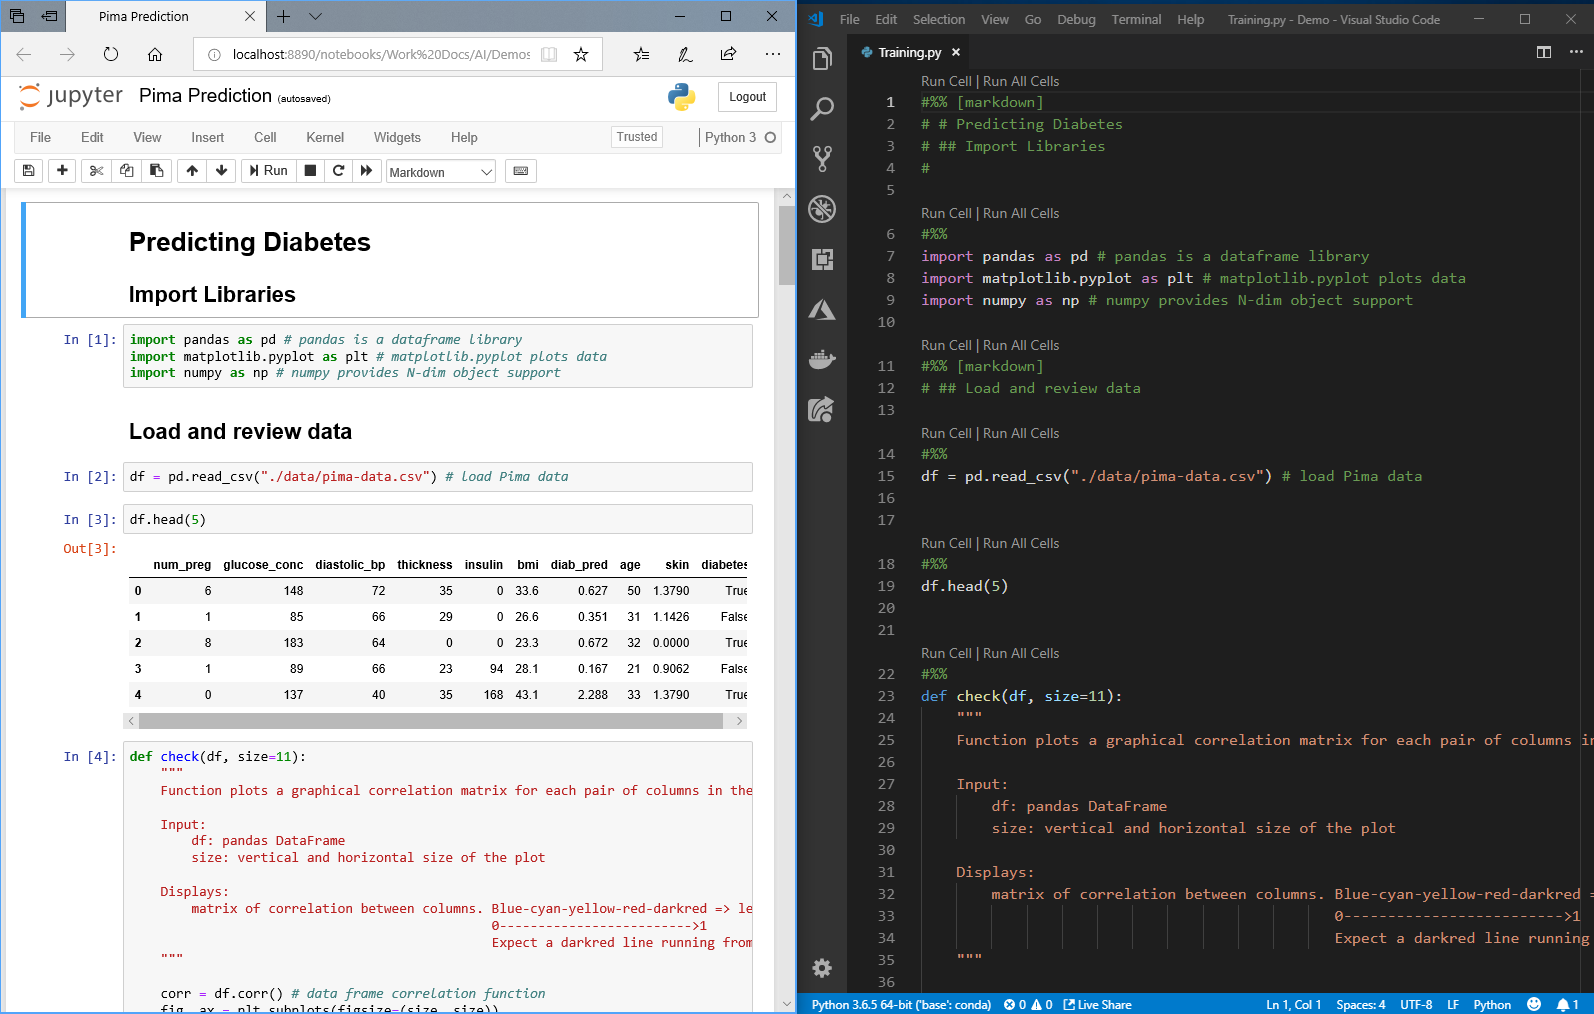 Pima Prediction
localhost:8890/notebooks/Work%20Docs/AI/Demos
jupyter Pima Prediction (autosaved)
Logout
File Edit View Insert Cell Kernel Widgets Help
Trusted
Python 3
Run
Markdown
Predicting Diabetes
Import Libraries
In [1]:
import pandas as pd # pandas is a dataframe library
import matplotlib.pyplot as plt # matplotlib.pyplot plots data
import numpy as np # numpy provides N-dim object support
Load and review data
In [2]:
df = pd.read_csv("./data/pima-data.csv") # load Pima data
In [3]:
df.head(5)
Out[3]:
num_preg glucose_conc diastolic_bp thickness insulin bmi diab_pred age skin diabetes
0 6 148 72 35 0 33.6 0.627 50 1.3790 True
1 1 85 66 29 0 26.6 0.351 31 1.1426 False
2 8 183 64 0 0 23.3 0.672 32 0.0000 True
3 1 89 66 23 94 28.1 0.167 21 0.9062 False
4 0 137 40 35 168 43.1 2.288 33 1.3790 True
In [4]:
def check(df, size=11):
"""
Function plots a graphical correlation matrix for each pair of columns in the
Input:
df: pandas DataFrame
size: vertical and horizontal size of the plot
Displays:
matrix of correlation between columns. Blue-cyan-yellow-red-darkred => le
0------------------------->1
Expect a darkred line running from
"""
corr = df.corr() # data frame correlation function
fig, ax = plt.subplots(figsize=(size, size))
File Edit Selection View Go Debug Terminal Help
Training.py - Demo - Visual Studio Code
Training.py
Run Cell | Run All Cells
1 #%% [markdown]
2 # # Predicting Diabetes
3 # ## Import Libraries
4 #
5
Run Cell | Run All Cells
6 #%%
7 import pandas as pd # pandas is a dataframe library
8 import matplotlib.pyplot as plt # matplotlib.pyplot plots data
9 import numpy as np # numpy provides N-dim object support
10
Run Cell | Run All Cells
11 #%% [markdown]
12 # ## Load and review data
13
Run Cell | Run All Cells
14 #%%
15 df = pd.read_csv("./data/pima-data.csv") # load Pima data
16
17
Run Cell | Run All Cells
18 #%%
19 df.head(5)
20
21
Run Cell | Run All Cells
22 #%%
23 def check(df, size=11):
24 """
25 Function plots a graphical correlation matrix for each pair of columns in
26
27 Input:
28 df: pandas DataFrame
29 size: vertical and horizontal size of the plot
30
31 Displays:
32 matrix of correlation between columns. Blue-cyan-yellow-red-darkred =
33 0------------------------->1
34 Expect a darkred line running
35 """
36
Python 3.6.5 64-bit ('base': conda) 0 0 Live Share
Ln 1, Col 1 Spaces: 4 UTF-8 LF Python 1